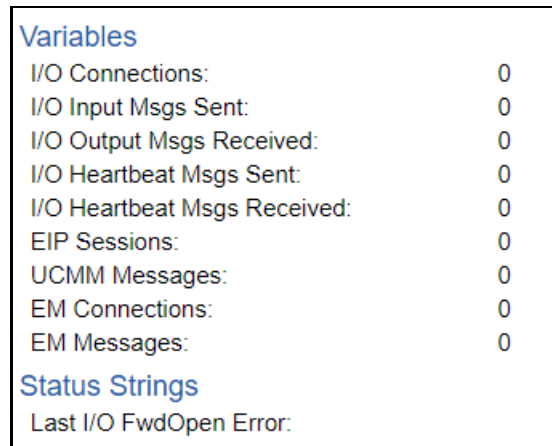 Variables
I/O Connections: 0
I/O Input Msgs Sent: 0
I/O Output Msgs Received: 0
I/O Heartbeat Msgs Sent: 0
I/O Heartbeat Msgs Received: 0
EIP Sessions: 0
UCMM Messages: 0
EM Connections: 0
EM Messages: 0
Status Strings
Last I/O FwdOpen Error: